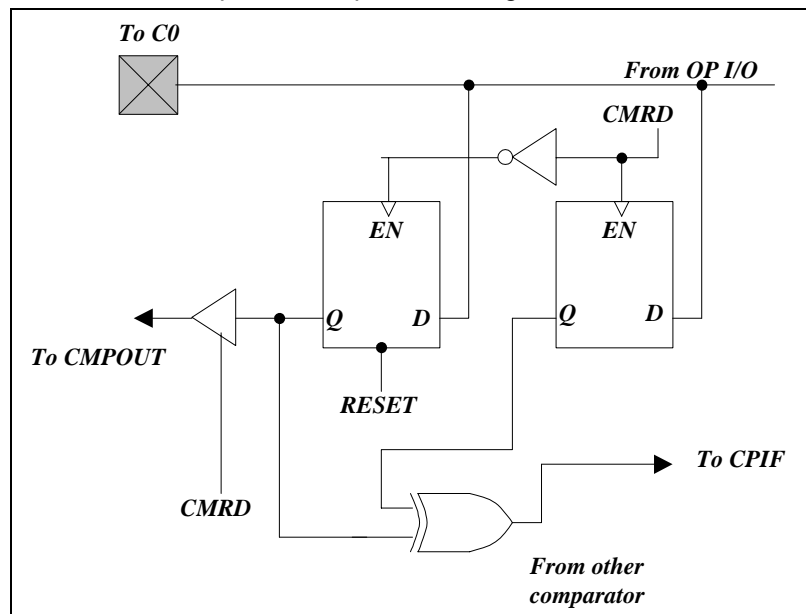 To C0
From OP I/O
CMRD
EN
EN
Q
D
Q
D
To CMPOUT
RESET
To CPIF
CMRD
From other
comparator